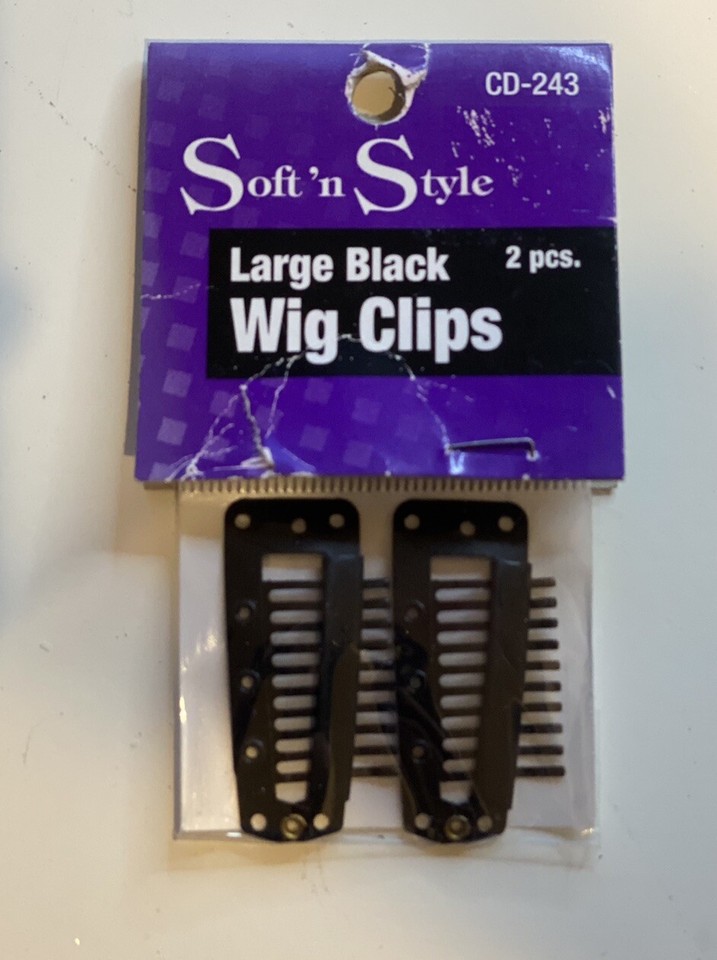 CD-243
Soft 'n Style
Large Black
2 pcs.
Wig Clips